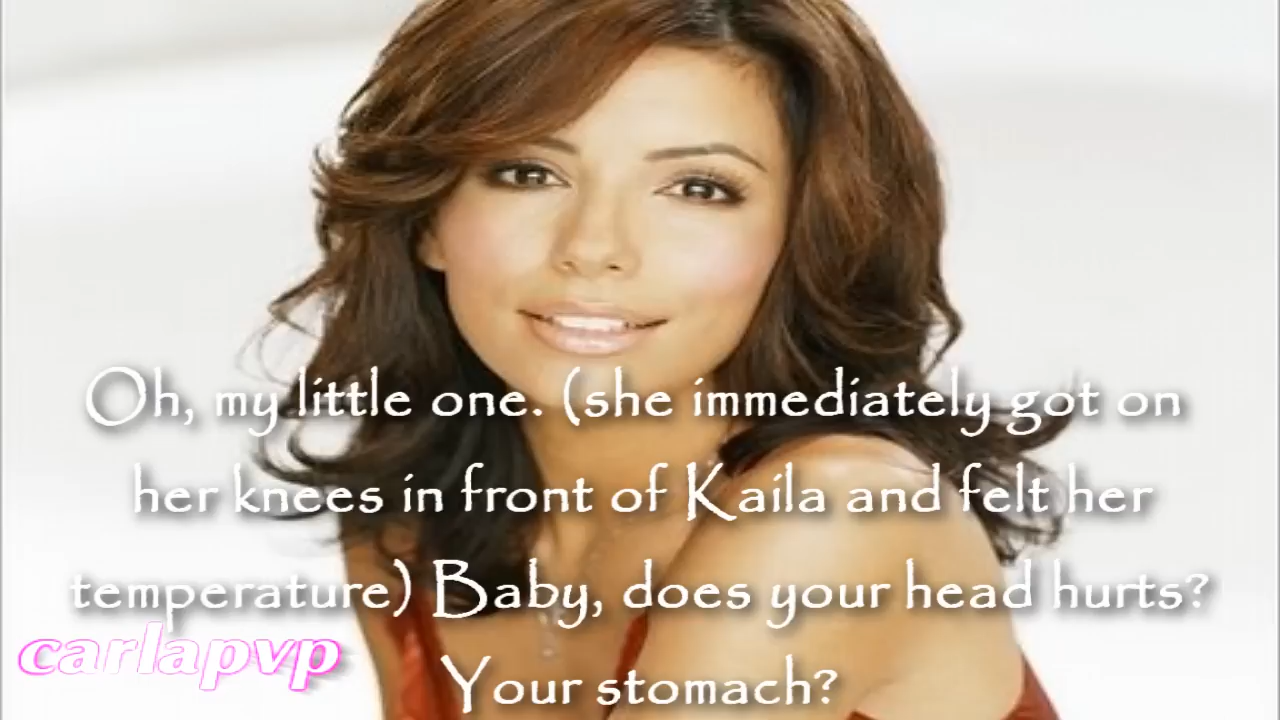 Oh, my little one. (she immediately got on
her knees in front of Kaila and felt her
temperature) Baby, does your head hurts?
carlapvp
Your stomach?